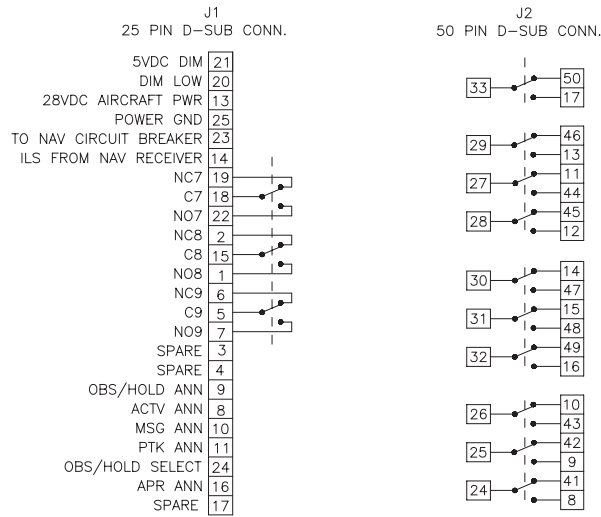 J1
25 PIN D-SUB CONN.
5VDC DIM 21
DIM LOW 20
28VDC AIRCRAFT PWR 13
POWER GND 25
TO NAV CIRCUIT BREAKER 23
ILS FROM NAV RECEIVER 14
NC7 19
C7 18
NO7 22
NC8 2
C8 15
NO8 1
NC9 6
C9 5
NO9 7
SPARE 3
SPARE 4
OBS/HOLD ANN 9
ACTV ANN 8
MSG ANN 10
PTK ANN 11
OBS/HOLD SELECT 24
APR ANN 16
SPARE 17
J2
50 PIN D-SUB CONN.
50
33
17
46
29
13
11
27
44
45
28
12
14
30
47
15
31
48
49
32
16
10
26
43
42
25
9
41
24
8